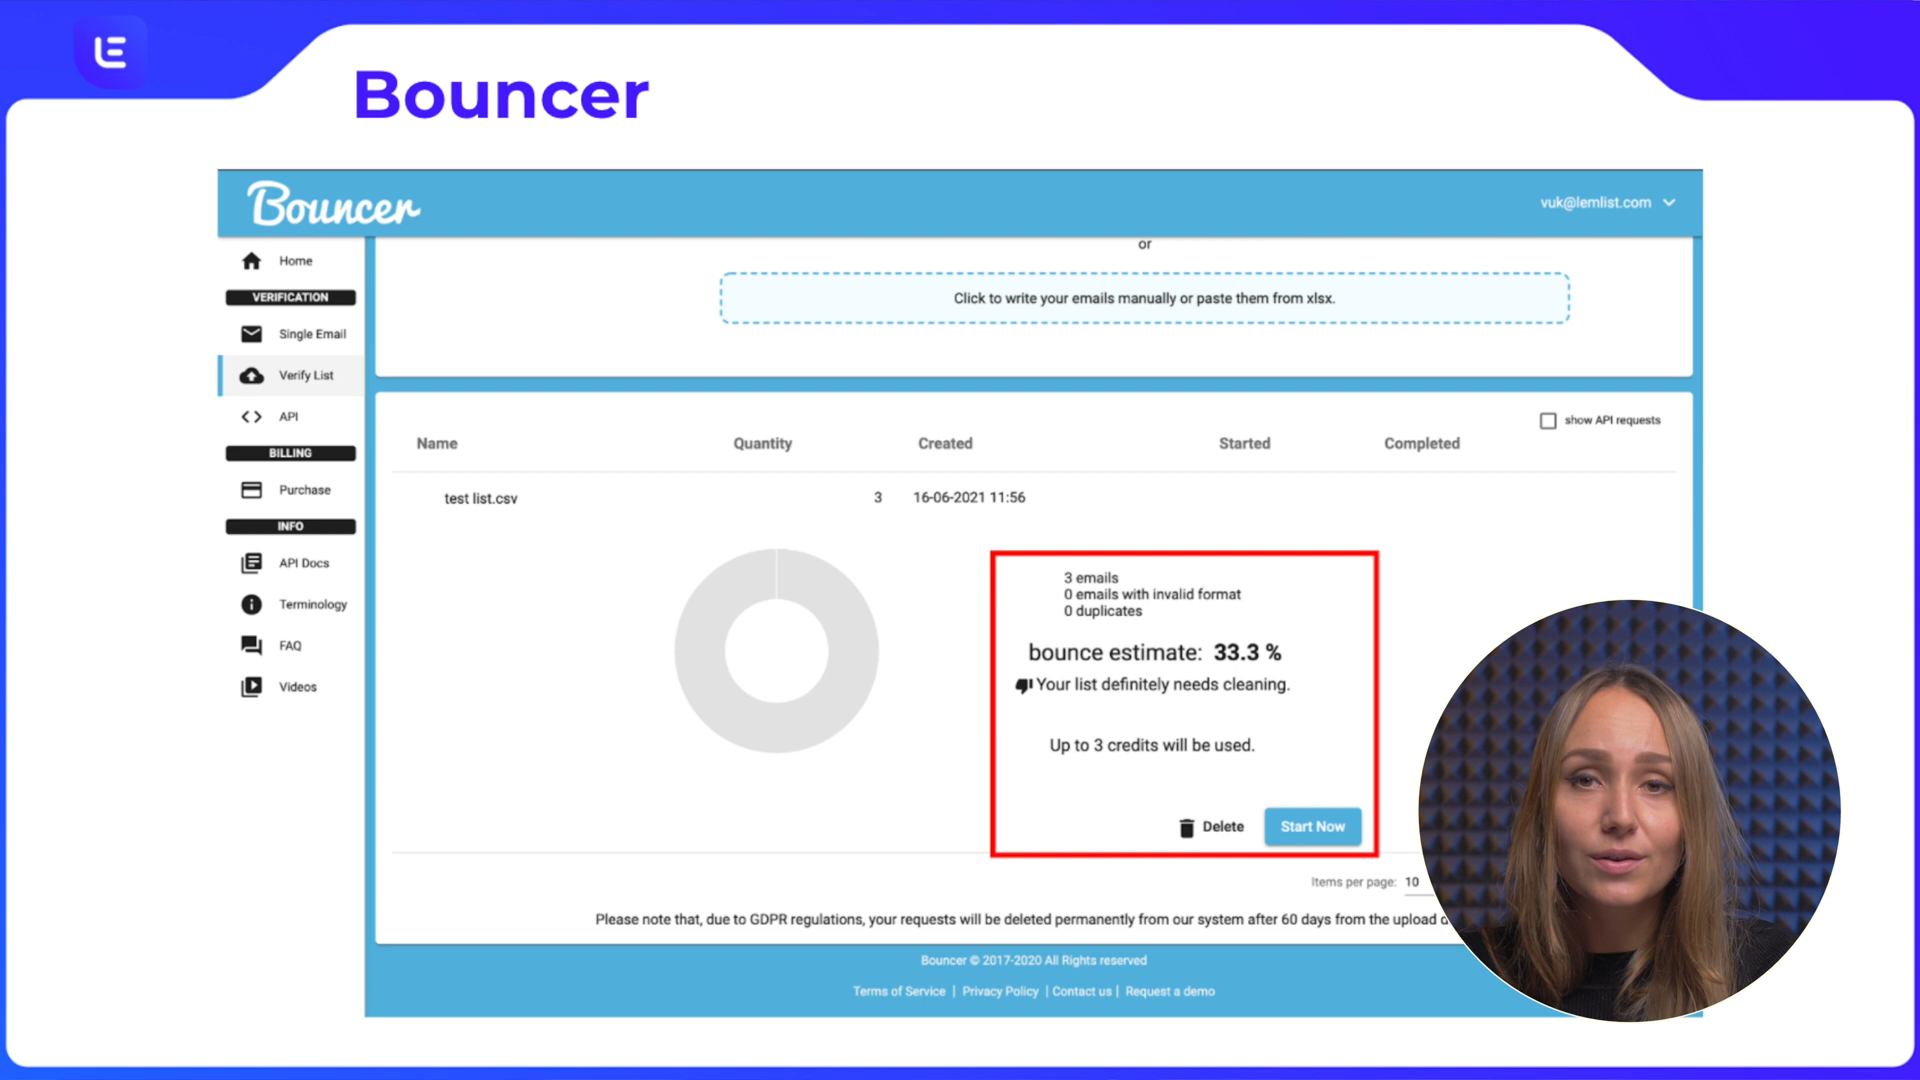 LE
Bouncer
Bouncer
vuk@lemlist.com
Home
VERIFICATION
Single Email
Verify List
API
BILLING
Purchase
INFO
API Docs
Terminology
FAQ
Videos
or
Click to write your emails manually or paste them from xlsx.
show API requests
Name Quantity Created Started Completed
test list.csv 3 16-06-2021 11:56
3 emails
0 emails with invalid format
0 duplicates
bounce estimate: 33.3 %
Your list definitely needs cleaning.
Up to 3 credits will be used.
Delete Start Now
Items per page: 10
Please note that, due to GDPR regulations, your requests will be deleted permanently from our system after 60 days from the upload
Bouncer © 2017-2020 All Rights reserved
Terms of Service | Privacy Policy | Contact us | Request a demo